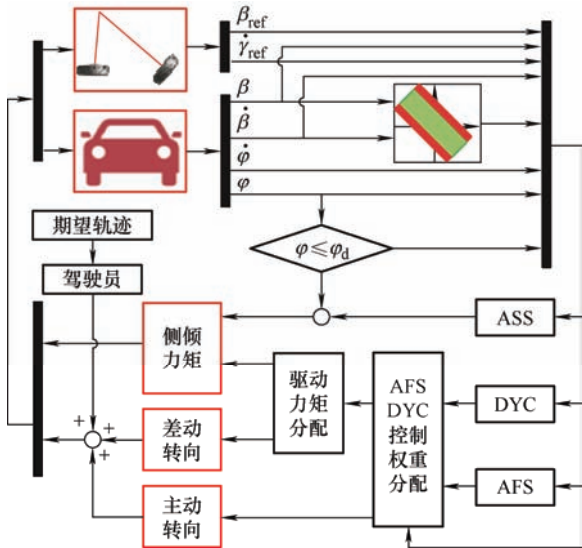 β_ref
γ̇_ref
β
β̇
φ̇
φ
期望轨迹
驾驶员
φ≤φ_d
侧倾
力矩
ASS
驱动
力矩
分配
AFS
DYC
控制
权重
分配
DYC
+
+
+
差动
转向
AFS
主动
转向